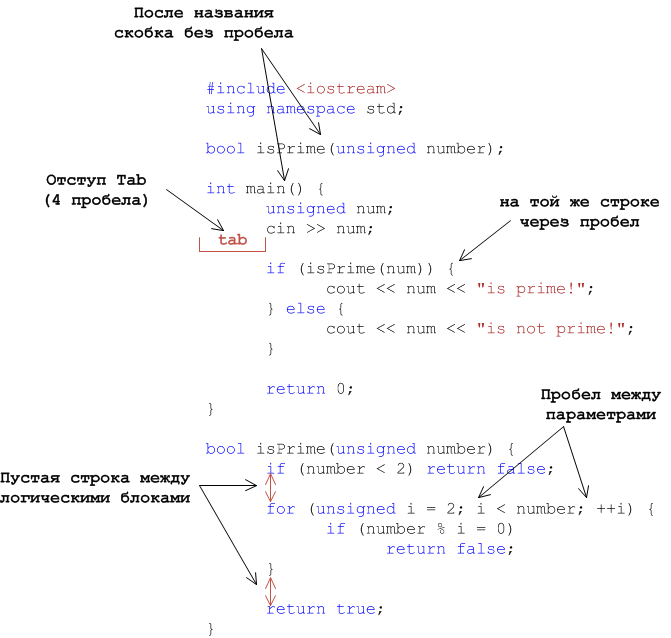 После названия
скобка без пробела
#include <iostream>
using namespace std;
bool isPrime(unsigned number);
Отступ Tab
(4 пробела)
int main() {
unsigned num;
cin >> num;
tab
на той же строке
через пробел
if (isPrime(num)) {
cout << num << "is prime!";
} else {
cout << num << "is not prime!";
}
return 0;
}
Пробел между
параметрами
bool isPrime(unsigned number) {
if (number < 2) return false;
Пустая строка между
логическими блоками
for (unsigned i = 2; i < number; ++i) {
if (number % i = 0)
return false;
}
return true;
}